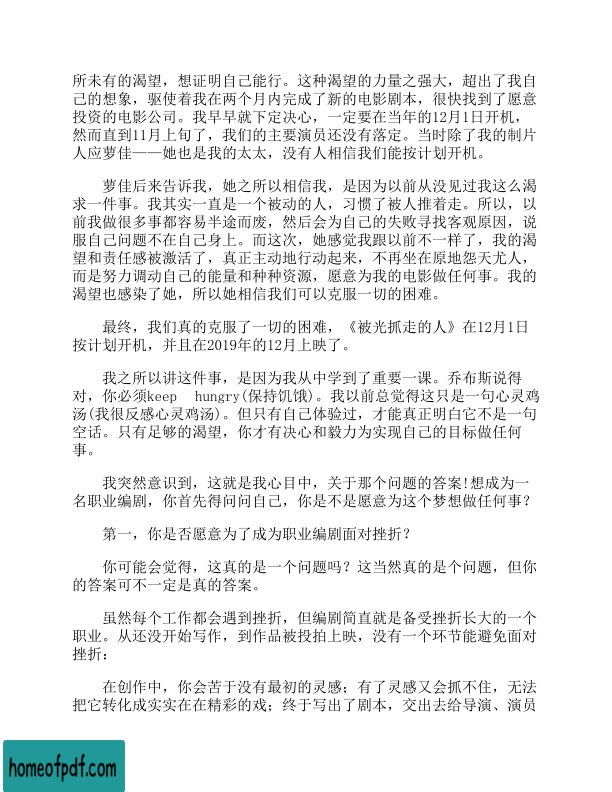 所未有的渴望，想证明自己能行。这种渴望的力量之强大，超出了我自
己的想象，驱使着我在两个月内完成了新的电影剧本，很快找到了愿意
投资的电影公司。我早早就下定决心，一定要在当年的12月1日开机，
然而直到11月上旬了，我们的主要演员还没有落定。当时除了我的制片
人应萝佳——她也是我的太太，没有人相信我们能按计划开机。
萝佳后来告诉我，她之所以相信我，是因为以前从没见过我这么渴
求一件事。我其实一直是一个被动的人，习惯了被人推着走。所以，以
前我做很多事都容易半途而废，然后会为自己的失败寻找客观原因，说
服自己问题不在自己身上。而这次，她感觉我跟以前不一样了，我的渴
望和责任感被激活了，真正主动地行动起来，不再坐在原地怨天尤人，
而是努力调动自己的能量和种种资源，愿意为我的电影做任何事。我的
渴望也感染了她，所以她相信我们可以克服一切的困难。
最终，我们真的克服了一切的困难，《被光抓走的人》在12月1日
按计划开机，并且在2019年的12月上映了。
我之所以讲这件事，是因为我从中学到了重要一课。乔布斯说得
对，你必须keep hungry(保持饥饿)。我以前总觉得这只是一句心灵鸡
汤(我很反感心灵鸡汤)。但只有自己体验过，才能真正明白它不是一句
空话。只有足够的渴望，你才有决心和毅力为实现自己的目标做任何
事。
我突然意识到，这就是我心目中，关于那个问题的答案!想成为一
名职业编剧，你首先得问问自己，你是不是愿意为这个梦想做任何事？
第一，你是否愿意为了成为职业编剧面对挫折？
你可能会觉得，这真的是一个问题吗？这当然真的是个问题，但你
的答案可不一定是真的答案。
虽然每个工作都会遇到挫折，但编剧简直就是备受挫折长大的一个
职业。从还没开始写作，到作品被投拍上映，没有一个环节能避免面对
挫折：
在创作中，你会苦于没有最初的灵感；有了灵感又会抓不住，无法
把它转化成实实在在精彩的戏；终于写出了剧本，交出去给导演、演员
homeofpdf.com